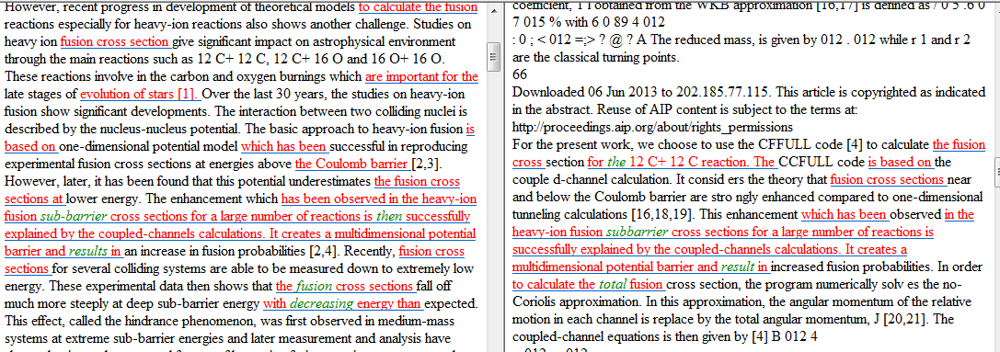 However, recent progress in development of theoretical models to calculate the fusion
reactions especially for heavy-ion reactions also shows another challenge. Studies on
heavy ion fusion cross section give significant impact on astrophysical environment
through the main reactions such as 12 C+ 12 C, 12 C+ 16 O and 16 O+ 16 O.
These reactions involve in the carbon and oxygen burnings which are important for the
late stages of evolution of stars [1]. Over the last 30 years, the studies on heavy-ion
fusion show significant developments. The interaction between two colliding nuclei is
described by the nucleus-nucleus potential. The basic approach to heavy-ion fusion is
based on one-dimensional potential model which has been successful in reproducing
experimental fusion cross sections at energies above the Coulomb barrier [2,3].
However, later, it has been found that this potential underestimates the fusion cross
sections at lower energy. The enhancement which has been observed in the heavy-ion
fusion sub-barrier cross sections for a large number of reactions is then successfully
explained by the coupled-channels calculations. It creates a multidimensional potential
barrier and results in an increase in fusion probabilities [2,4]. Recently, fusion cross
sections for several colliding systems are able to be measured down to extremely low
energy. These experimental data then shows that the fusion cross sections fall off
much more steeply at deep sub-barrier energy with decreasing energy than expected.
This effect, called the hindrance phenomenon, was first observed in medium-mass
systems at extreme sub-barrier energies and later measurement and analysis have
coefficient, T l obtained from the WKB approximation [16,17] is defined as / 0 5 .6 0
7 015 % with 6 0 89 4 012
: 0 ; < 012 =;> ? @ ? A The reduced mass, is given by 012 . 012 while r 1 and r 2
are the classical turning points.
66
Downloaded 06 Jun 2013 to 202.185.77.115. This article is copyrighted as indicated
in the abstract. Reuse of AIP content is subject to the terms at:
http://proceedings.aip.org/about/rights_permissions
For the present work, we choose to use the CFFULL code [4] to calculate the fusion
cross section for the 12 C+ 12 C reaction. The CCFULL code is based on the
couple d-channel calculation. It consid ers the theory that fusion cross sections near
and below the Coulomb barrier are stro ngly enhanced compared to one-dimensional
tunneling calculations [16,18,19]. This enhancement which has been observed in the
heavy-ion fusion subbarrier cross sections for a large number of reactions is
successfully explained by the coupled-channels calculations. It creates a
multidimensional potential barrier and result in increased fusion probabilities. In order
to calculate the total fusion cross section, the program numerically solv es the no-
Coriolis approximation. In this approximation, the angular momentum of the relative
motion in each channel is replace by the total angular momentum, J [20,21]. The
coupled-channel equations is then given by [4] B 012 4